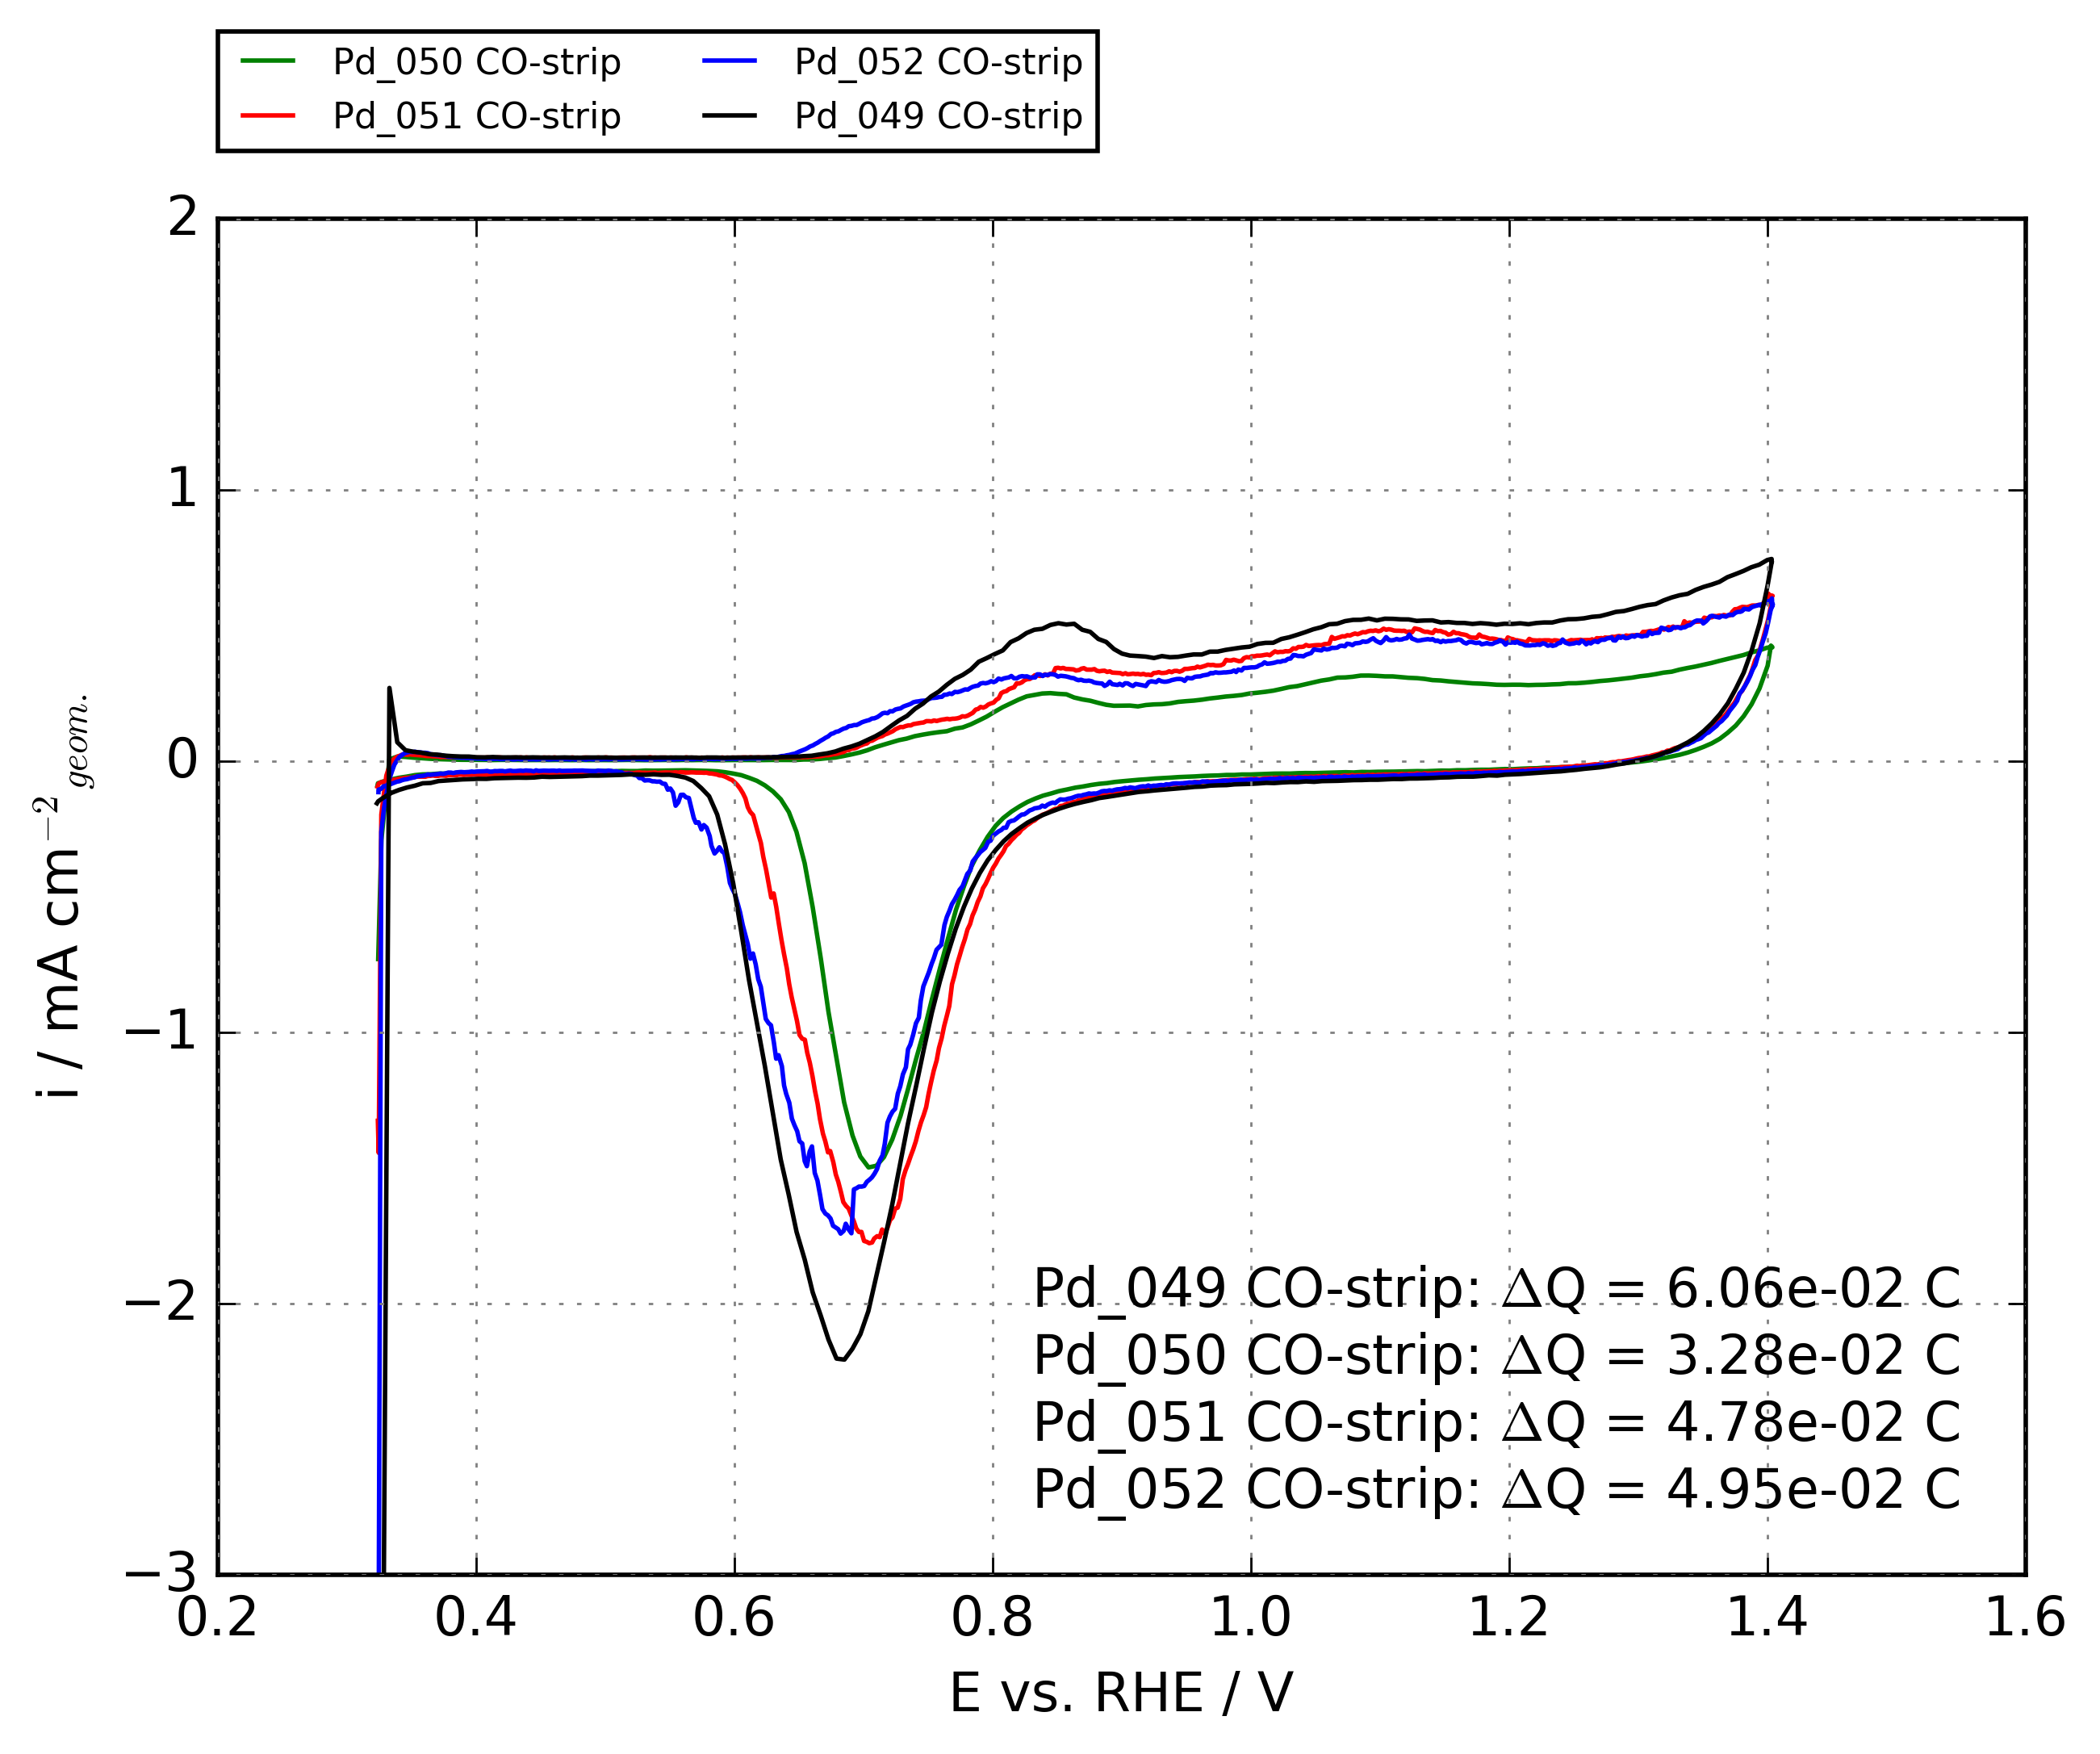 Pd_050 CO-strip
Pd_051 CO-strip
Pd_052 CO-strip
Pd_049 CO-strip
2
1
0
−1
−2
−3
i / mA cm⁻² geom.
Pd_049 CO-strip: ΔQ = 6.06e-02 C
Pd_050 CO-strip: ΔQ = 3.28e-02 C
Pd_051 CO-strip: ΔQ = 4.78e-02 C
Pd_052 CO-strip: ΔQ = 4.95e-02 C
0.2 0.4 0.6 0.8 1.0 1.2 1.4 1.6
E vs. RHE / V